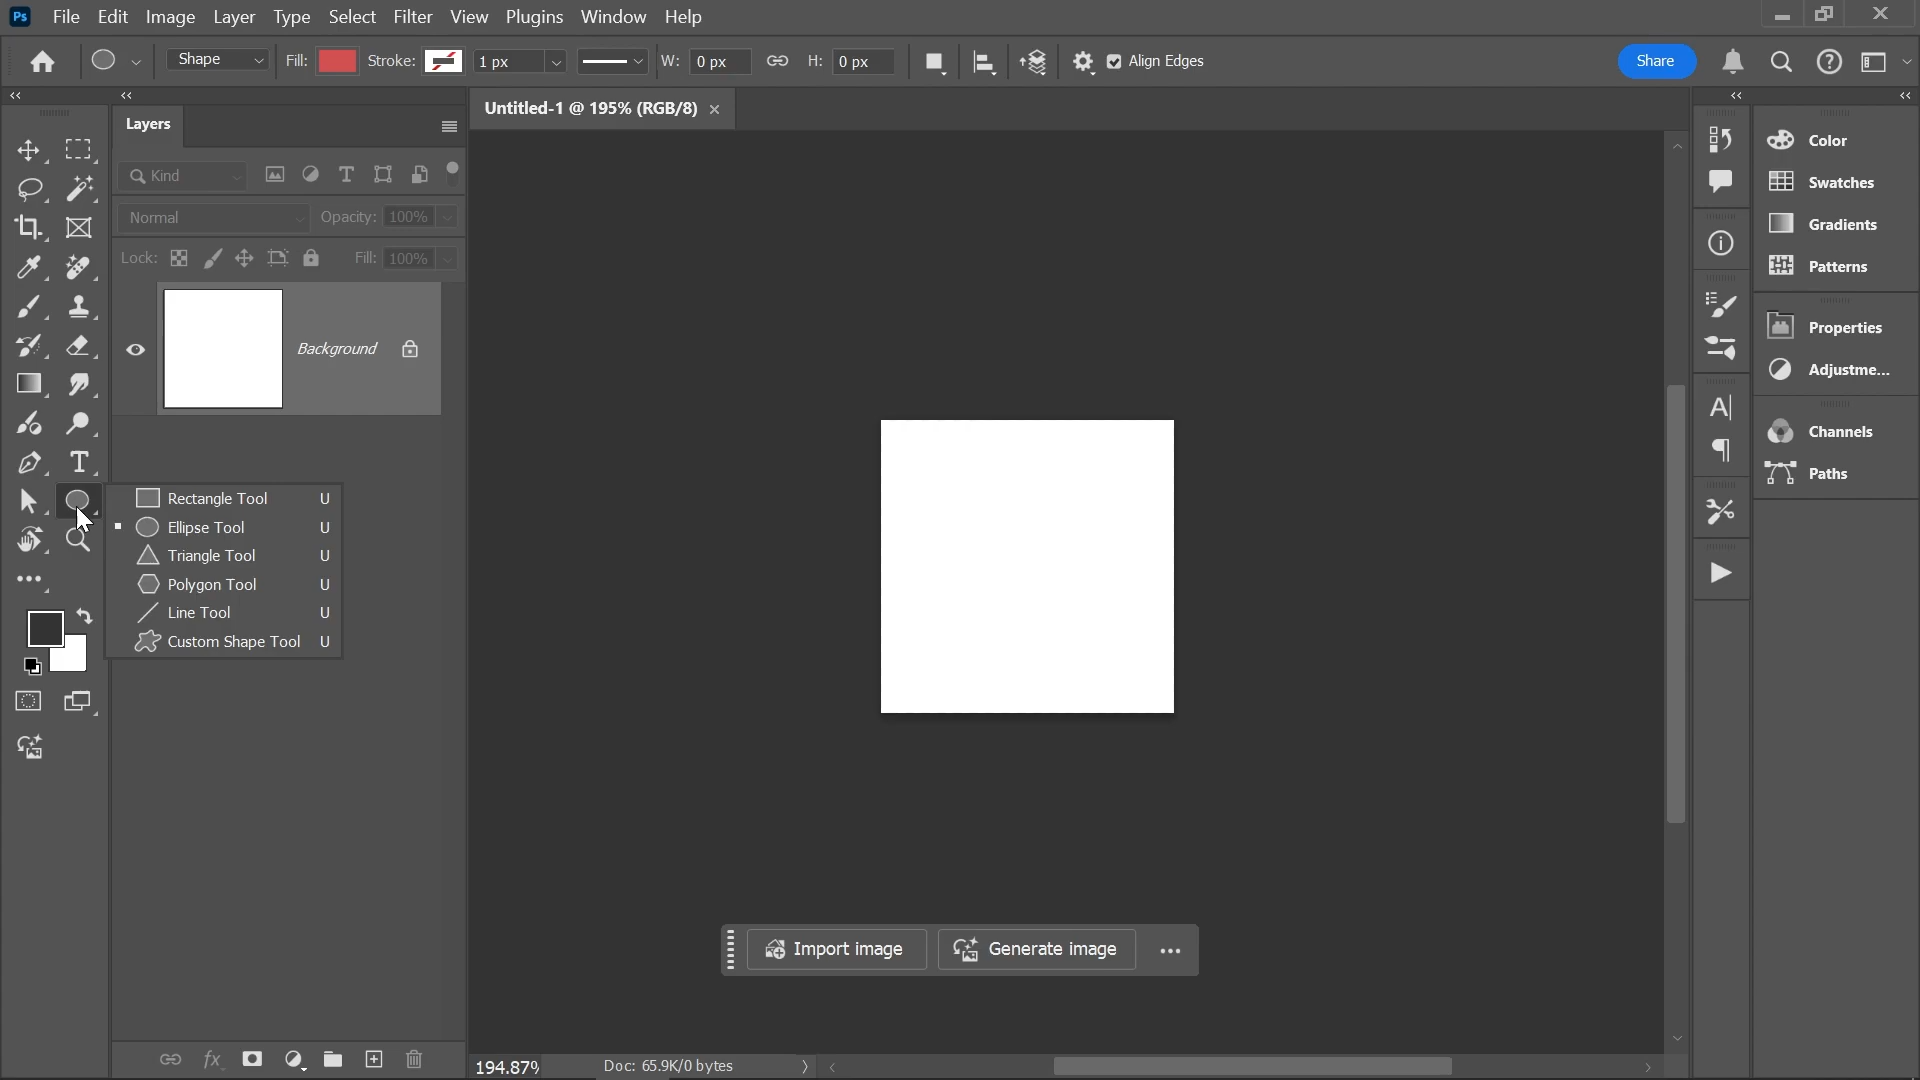 Ps File Edit Image Layer Type Select Filter View Plugins Window Help
Shape Fill: Stroke: 1 px W: 0 px H: 0 px Align Edges Share
Layers
Untitled-1 @ 195% (RGB/8)
Kind
Normal Opacity: 100%
Lock: Fill: 100%
Background
Rectangle Tool U
Ellipse Tool U
Triangle Tool U
Polygon Tool U
Line Tool U
Custom Shape Tool U
Color
Swatches
Gradients
Patterns
Properties
Adjustme...
Channels
Paths
Import image
Generate image
194.87%
Doc: 65.9K/0 bytes